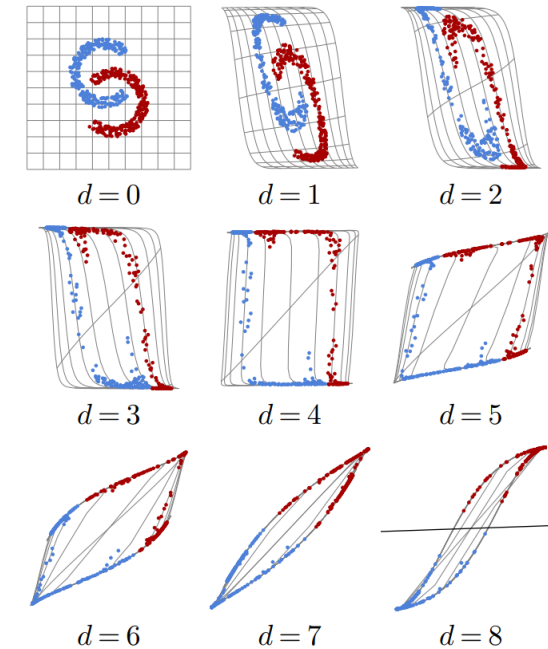 d = 0 d = 1 d = 2
d = 3 d = 4 d = 5
d = 6 d = 7 d = 8